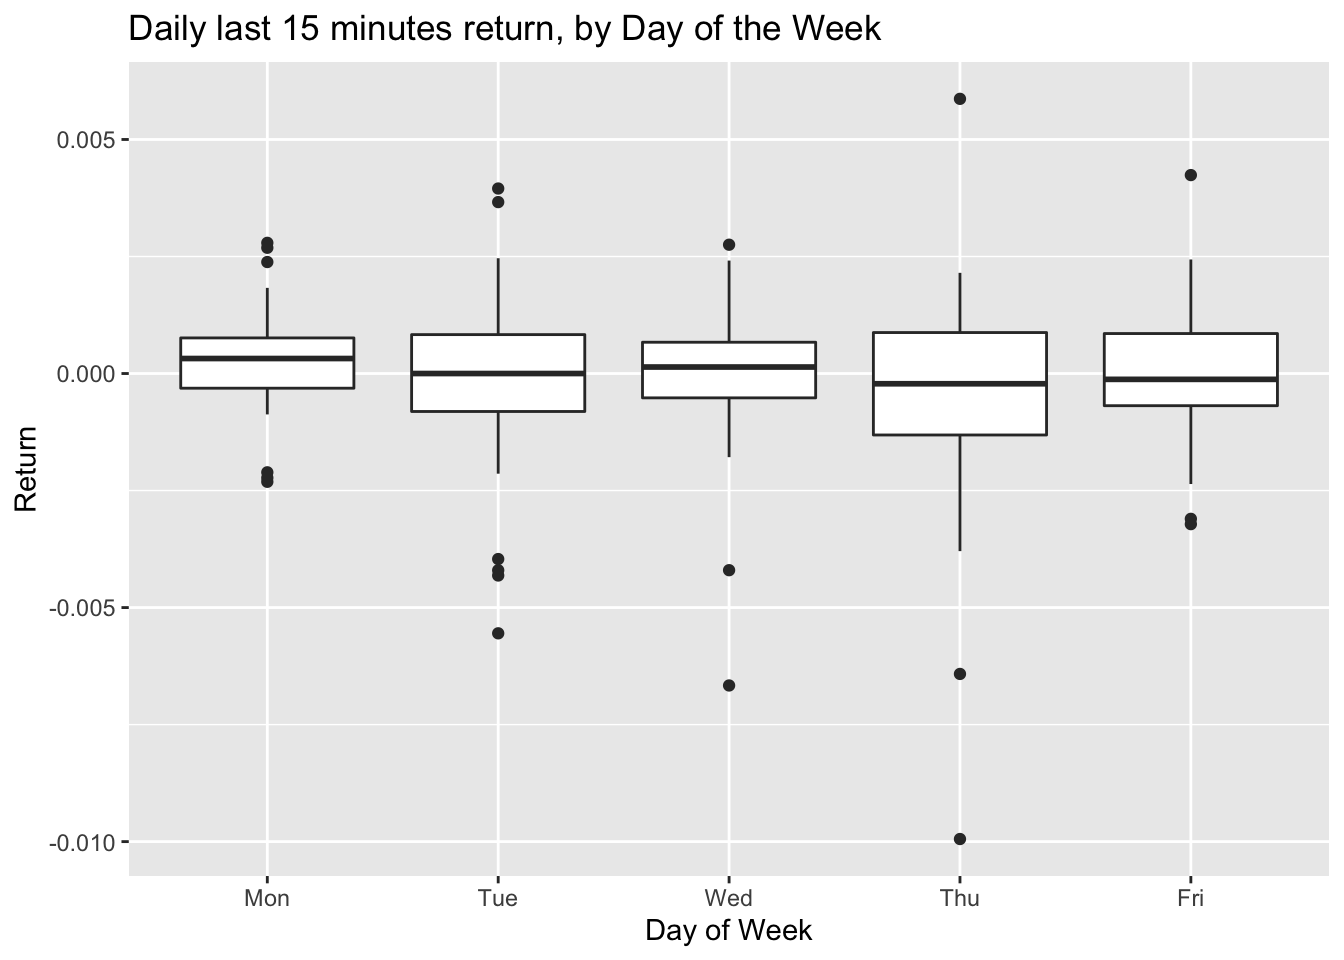 Daily last 15 minutes return, by Day of the Week
0.005
0.000
-0.005
-0.010
Return
Mon Tue Wed Thu Fri
Day of Week